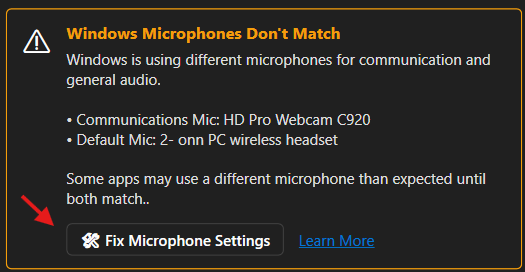 Windows Microphones Don't Match
Windows is using different microphones for communication and
general audio.
• Communications Mic: HD Pro Webcam C920
• Default Mic: 2- onn PC wireless headset
Some apps may use a different microphone than expected until
both match..
Fix Microphone Settings
Learn More